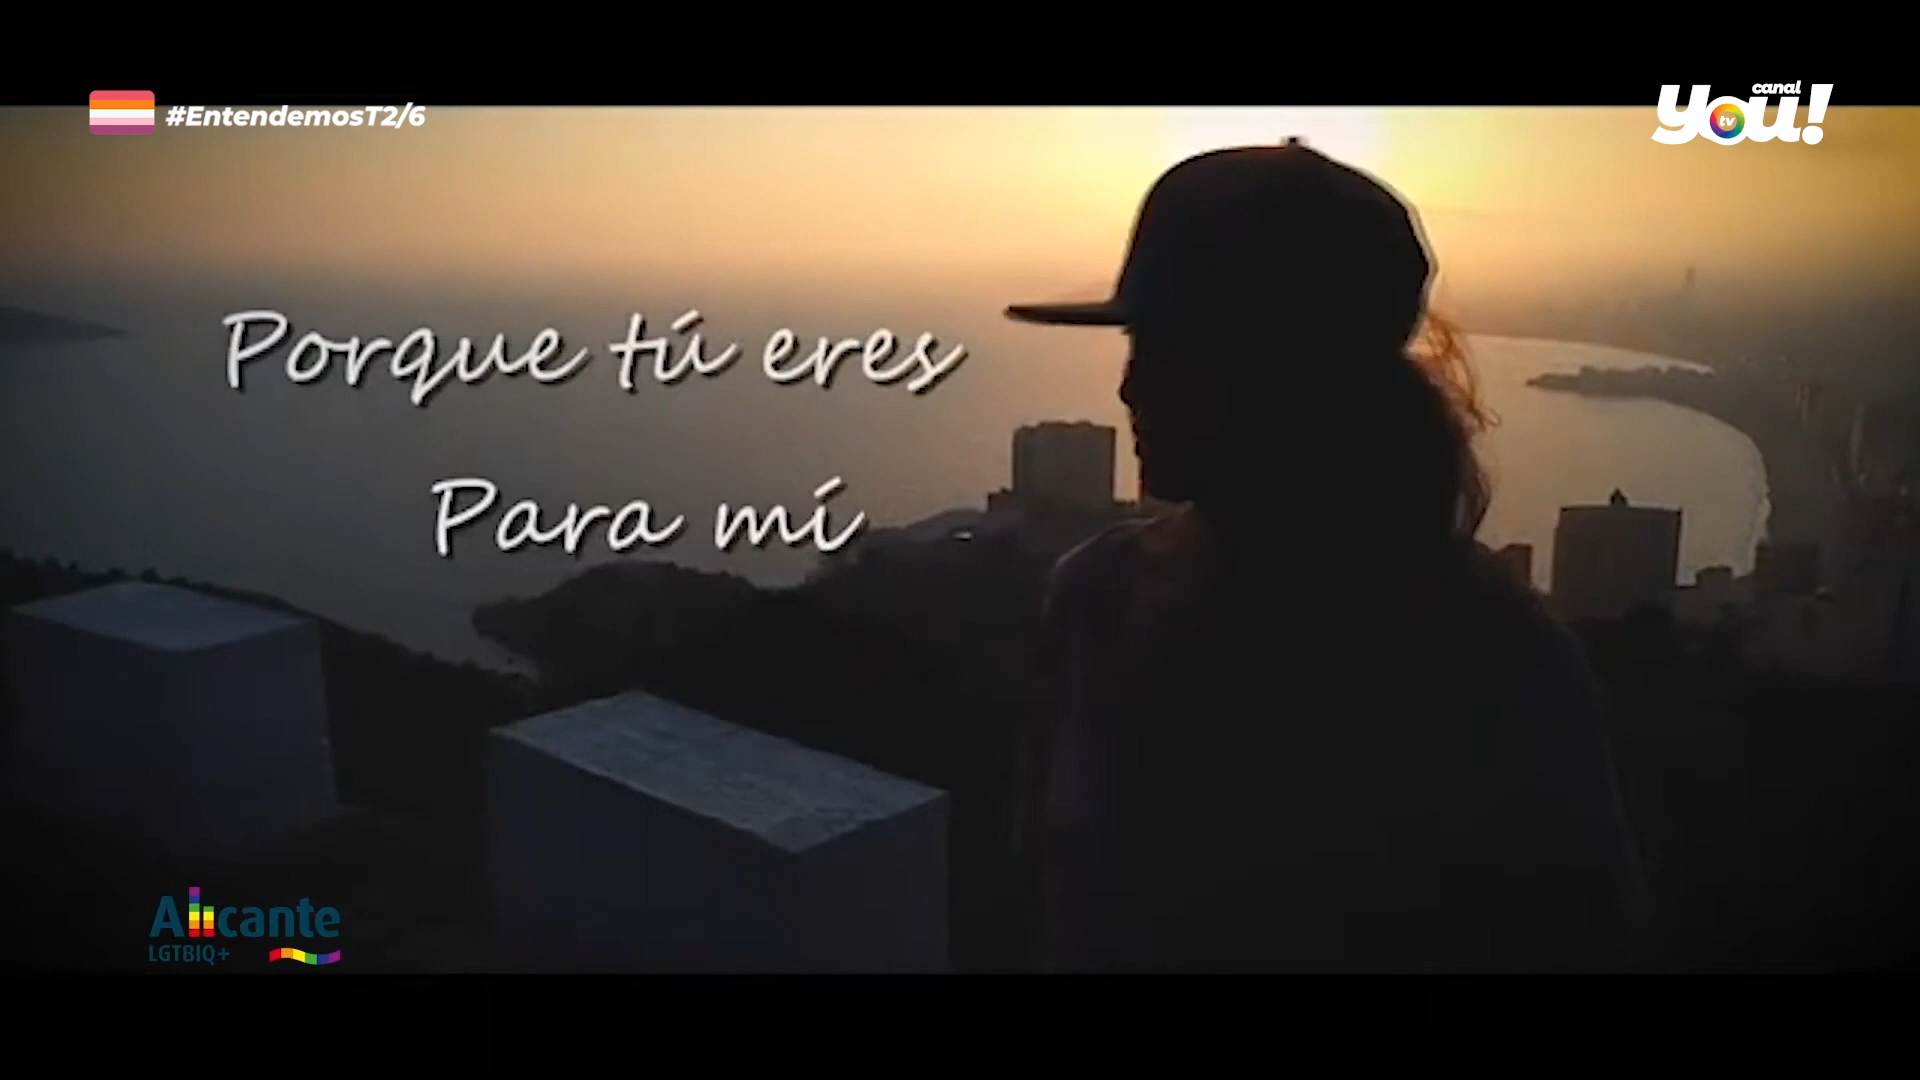 #EntendemosT2/6
canal
you!
tv
Porque tú eres
Para mí
Alicante
LGTBIQ+